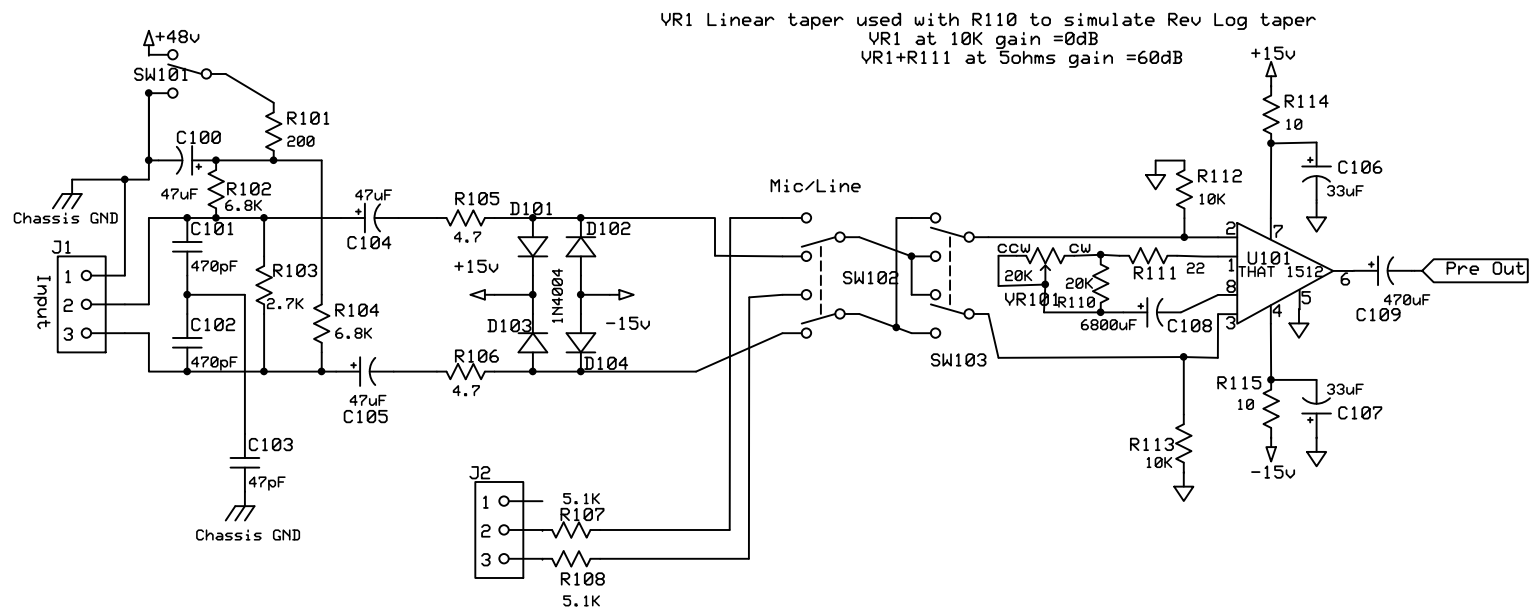 VR1 Linear taper used with R110 to simulate Rev Log taper
VR1 at 10K gain =0dB
VR1+R111 at 5ohms gain =60dB
+48v
SW101
R101
200
C100
47uF
R102
6.8K
Chassis GND
J1
1
2
3
Input
C101
470pF
C102
470pF
R103
2.7K
R104
6.8K
47uF
C104
47uF
C105
C103
47pF
Chassis GND
R105
4.7
R106
4.7
D101
D102
+15v
1N4004
-15v
D103
D104
J2
1
2
3
5.1K
R107
R108
5.1K
Mic/Line
SW102
SW103
+15v
R114
10
C106
33uF
R112
10K
ccw
cw
20K
VR101
20K
R110
R111
22
6800uF
C108
2
1
8
3
7
U101
THAT 1512
6
5
4
470uF
C109
Pre Out
R115
10
33uF
C107
-15v
R113
10K